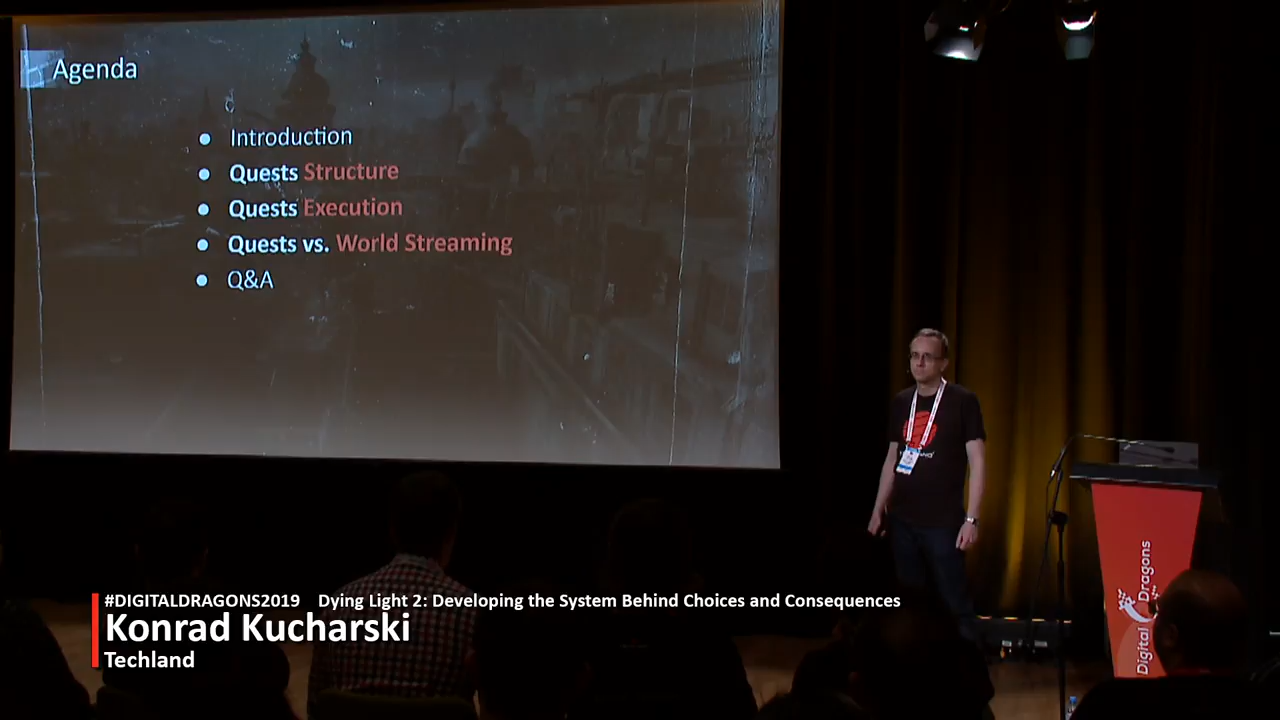 Agenda
Introduction
Quests Structure
Quests Execution
Quests vs. World Streaming
Q&A
Digital Dragons
#DIGITALDRAGONS2019 Dying Light 2: Developing the System Behind Choices and Consequences
Konrad Kucharski
Techland